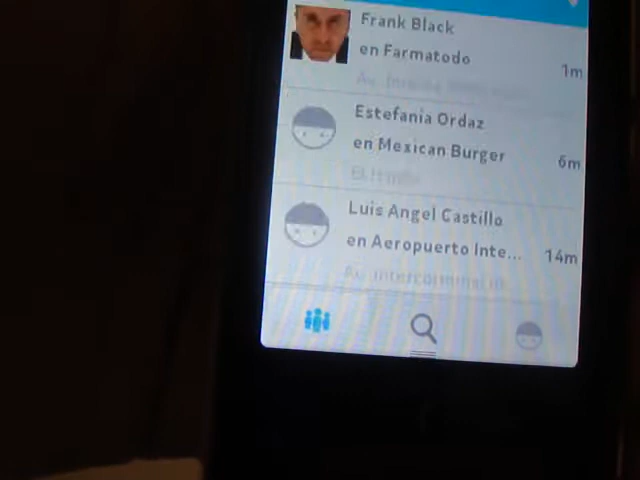 Frank Black
en Farmatodo
1m
Estefania Ordaz
en Mexican Burger
6m
Luis Angel Castillo
en Aeropuerto Inte...
14m